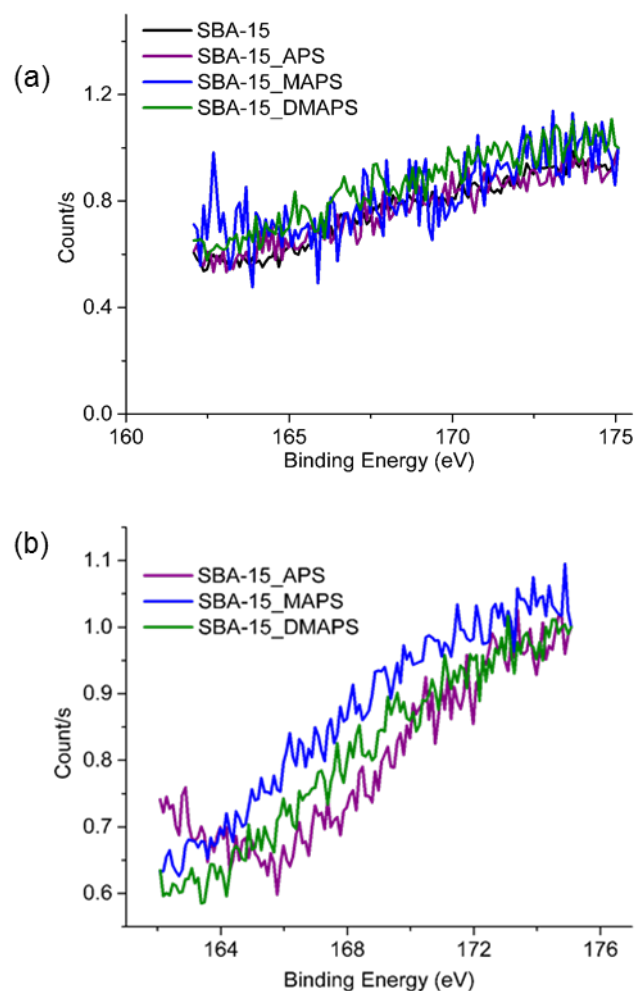 (a)
SBA-15
SBA-15_APS
SBA-15_MAPS
SBA-15_DMAPS
1.2
0.8
0.4
0.0
Count/s
160 165 170 175
Binding Energy (eV)
(b)
SBA-15_APS
SBA-15_MAPS
SBA-15_DMAPS
1.1
1.0
0.9
0.8
0.7
0.6
Count/s
164 168 172 176
Binding Energy (eV)